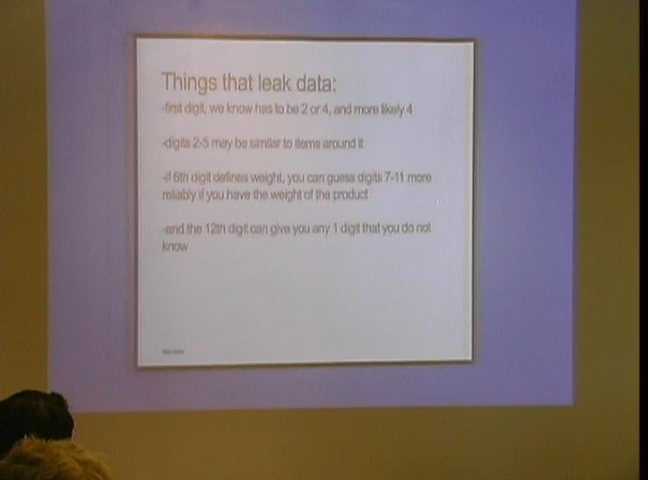 Things that leak data:
-first digit, we know has to be 2 or 4, and more likely 4
-digits 2-5 may be similar to items around it
-if 6th digit defines weight, you can guess digits 7-11 more
reliably if you have the weight of the product
-and the 12th digit can give you any 1 digit that you do not
know